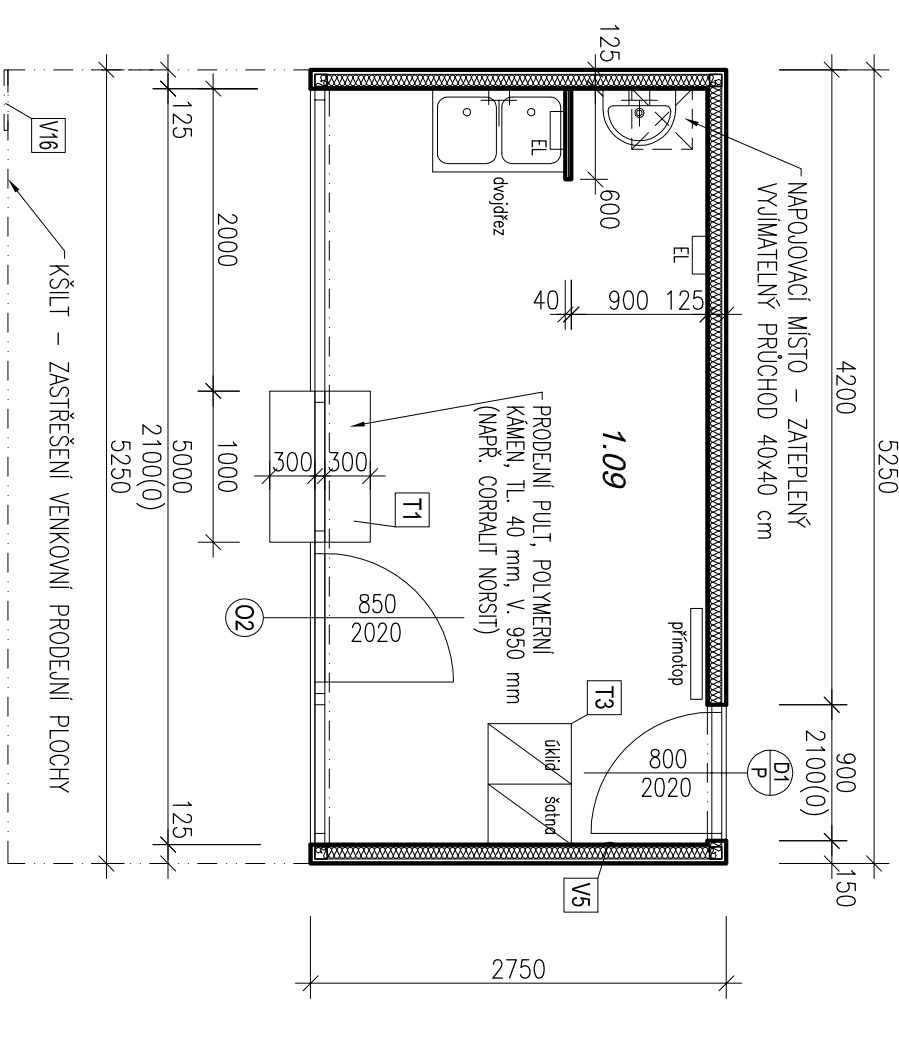 5250
4200
900
2100(0)
150
NAPOJOVACÍ MÍSTO – ZATEPLENÝ
VYJÍMATELNÝ PRŮCHOD 40x40 cm
125
600
EL
EL
dvojdřez
40
900
125
1.09
přímotop
D1
P
800
2020
T3
úklid
šatna
V5
PRODEJNÍ PULT, POLYMERNÍ
KÁMEN, TL. 40 mm, V. 950 mm
(NAPŘ. CORRALIT NORSIT)
T1
300
300
850
2020
O2
2750
2000
1000
125
5000
2100(0)
125
5250
V16
KŠILT – ZASTŘEŠENÍ VENKOVNÍ PRODEJNÍ PLOCHY